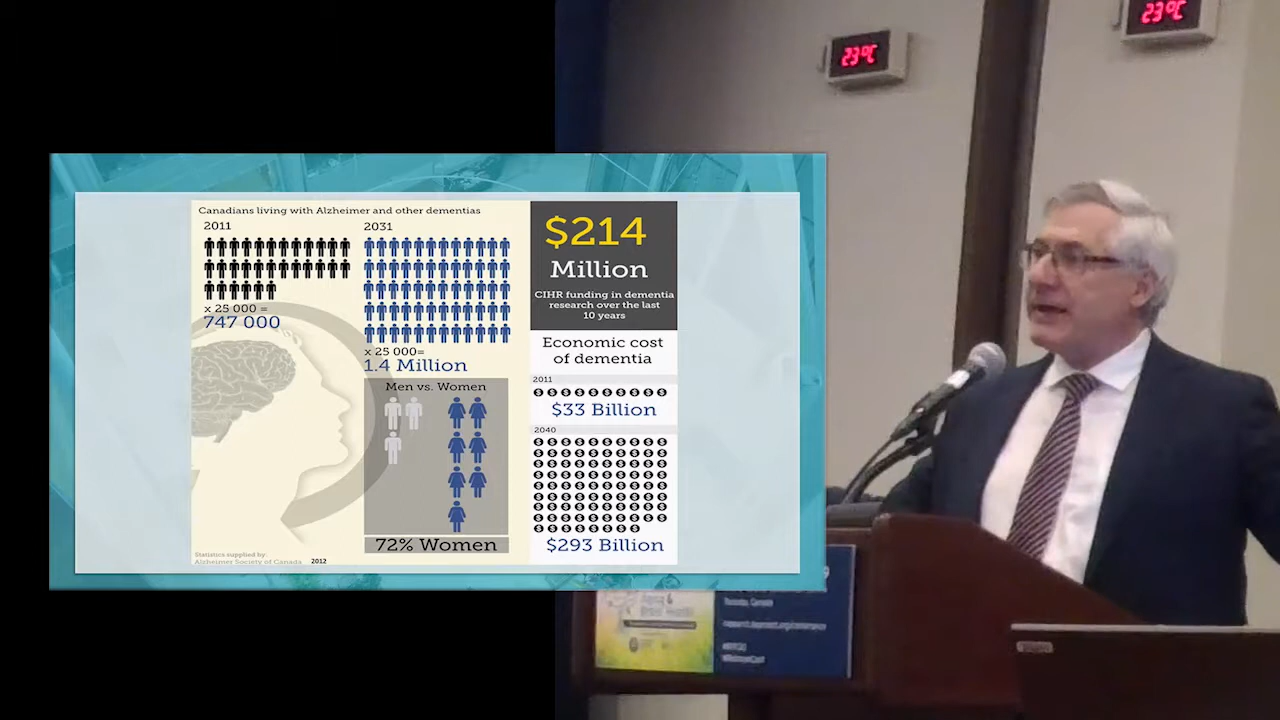 23°C
23°C
Canadians living with Alzheimer and other dementias
2011
x 25 000 =
747 000
2031
x 25 000=
1.4 Million
Men vs. Women
72% Women
$214
Million
CIHR funding in dementia
research over the last
10 years
Economic cost
of dementia
2011
$33 Billion
2040
$293 Billion
Statistics supplied by:
Alzheimer Society of Canada 2012
Toronto, Canada